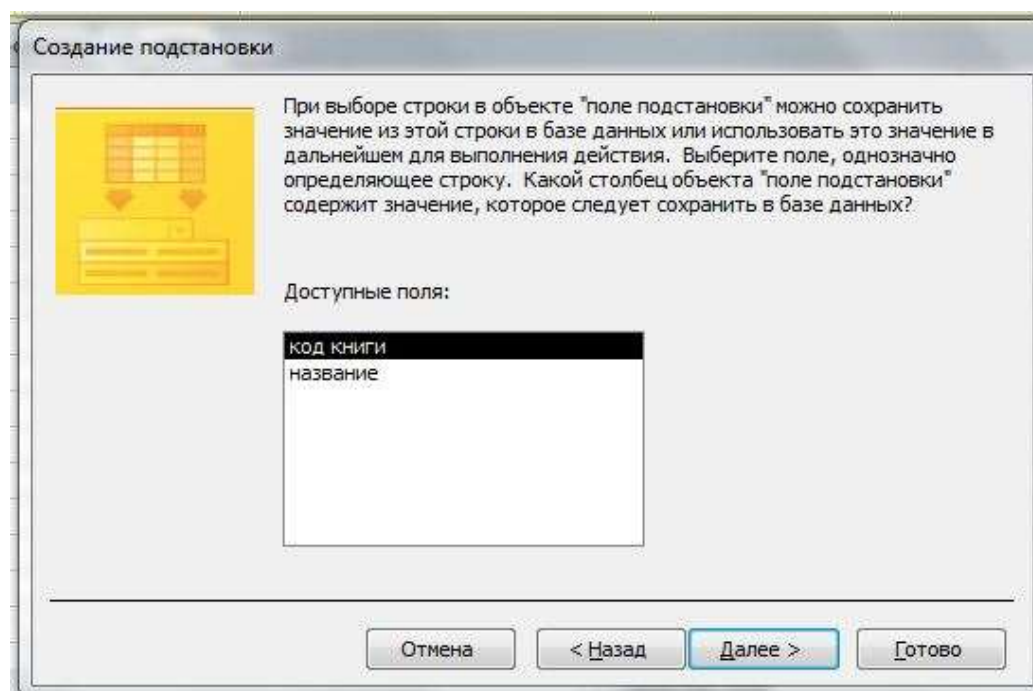 Создание подстановки
При выборе строки в объекте "поле подстановки" можно сохранить
значение из этой строки в базе данных или использовать это значение в
дальнейшем для выполнения действия. Выберите поле, однозначно
определяющее строку. Какой столбец объекта "поле подстановки"
содержит значение, которое следует сохранить в базе данных?
Доступные поля:
код книги
название
Отмена < Назад Далее > Готово